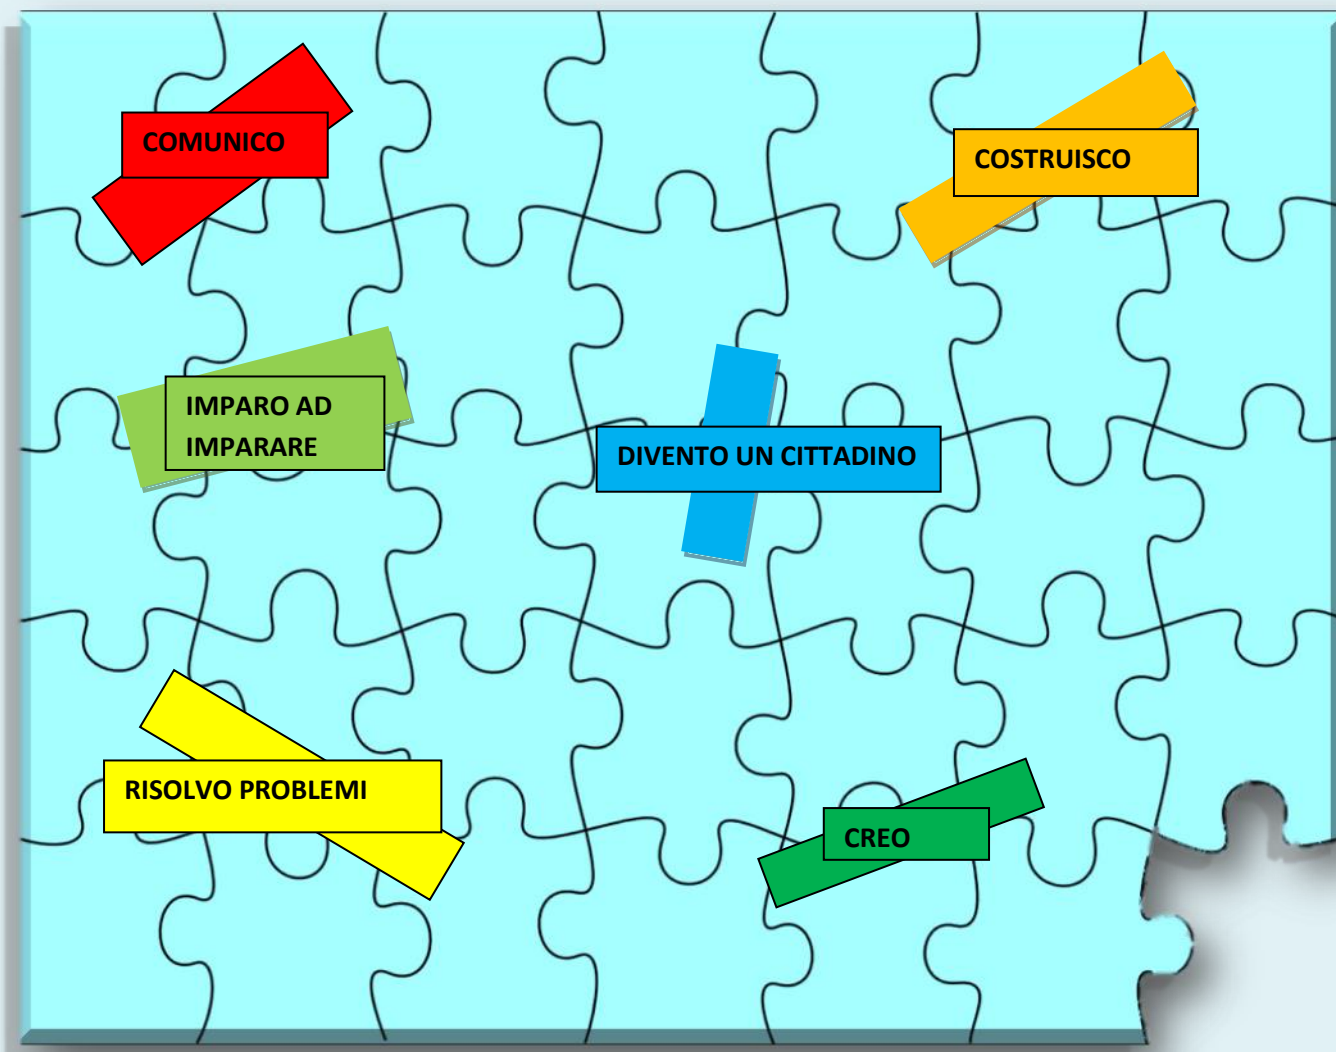 COMUNICO
COSTRUISCO
IMPARO AD
IMPARARE
DIVENTO UN CITTADINO
RISOLVO PROBLEMI
CREO